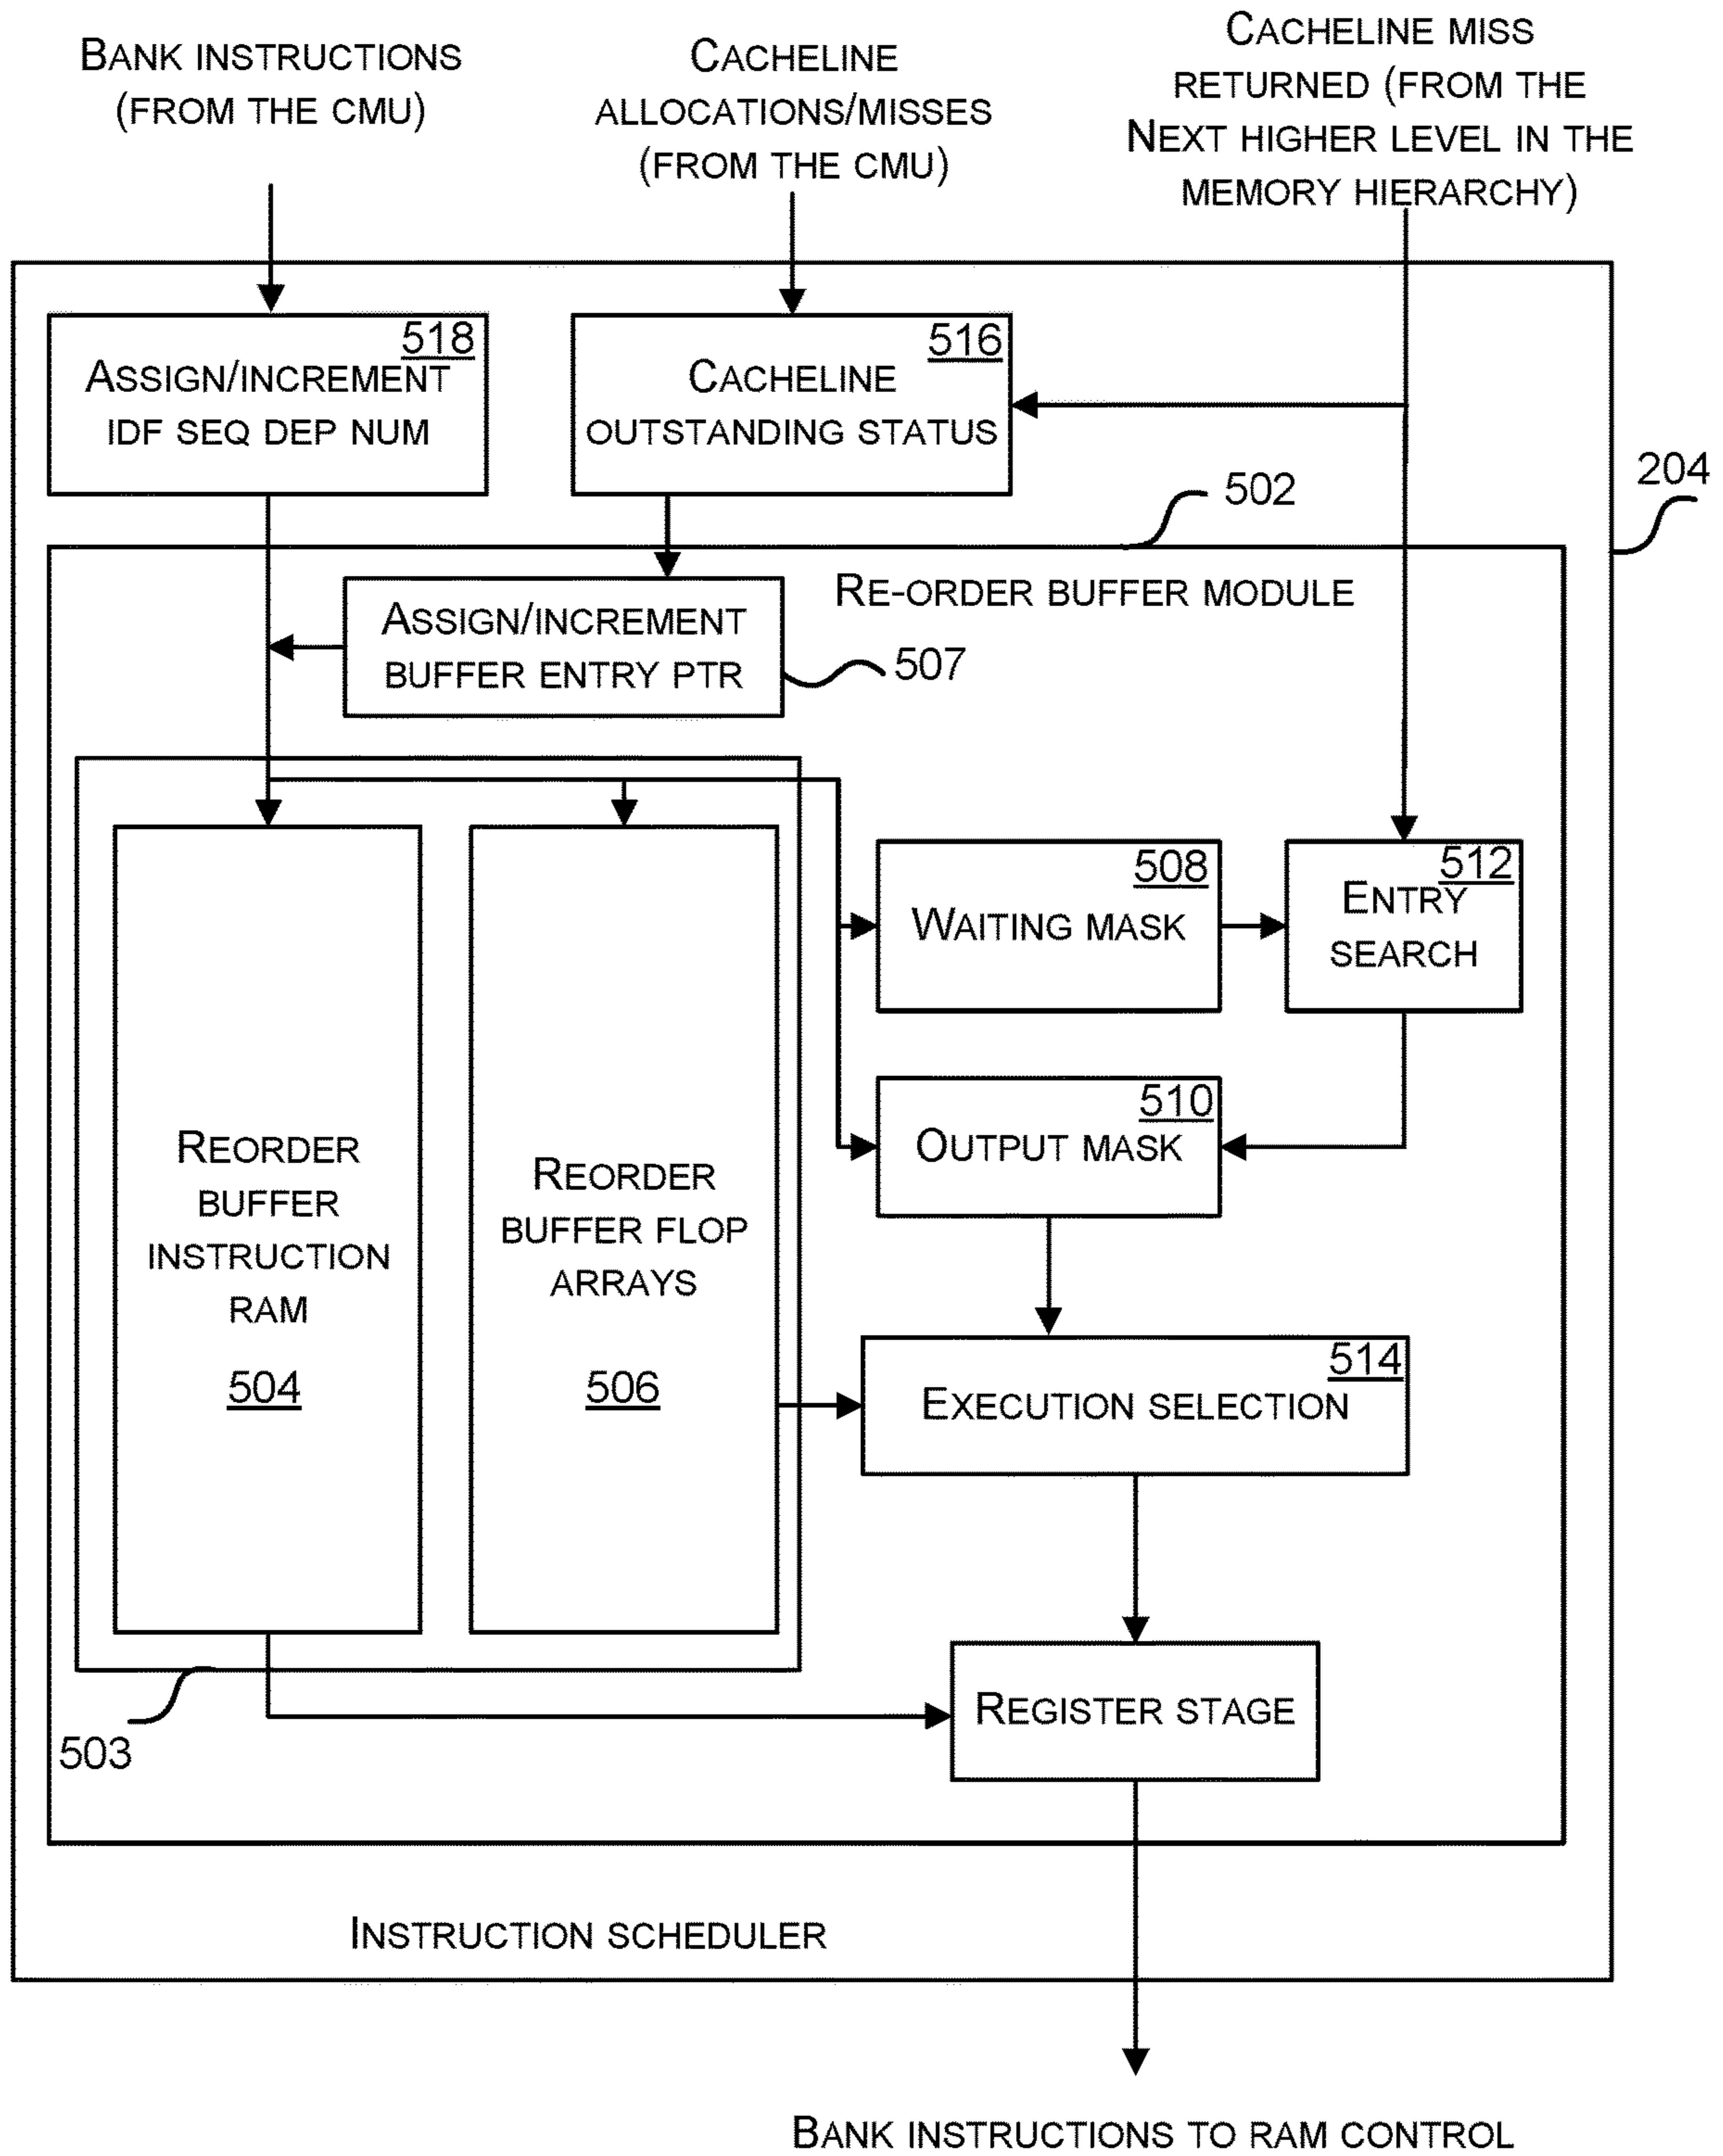 BANK INSTRUCTIONS
(FROM THE CMU)
CACHELINE
ALLOCATIONS/MISSES
(FROM THE CMU)
CACHELINE MISS
RETURNED (FROM THE
NEXT HIGHER LEVEL IN THE
MEMORY HIERARCHY)
518
ASSIGN/INCREMENT
IDF SEQ DEP NUM
516
CACHELINE
OUTSTANDING STATUS
204
502
RE-ORDER BUFFER MODULE
ASSIGN/INCREMENT
BUFFER ENTRY PTR
507
508
WAITING MASK
512
ENTRY
SEARCH
510
OUTPUT MASK
REORDER
BUFFER
INSTRUCTION
RAM
504
REORDER
BUFFER FLOP
ARRAYS
506
514
EXECUTION SELECTION
REGISTER STAGE
503
INSTRUCTION SCHEDULER
BANK INSTRUCTIONS TO RAM CONTROL